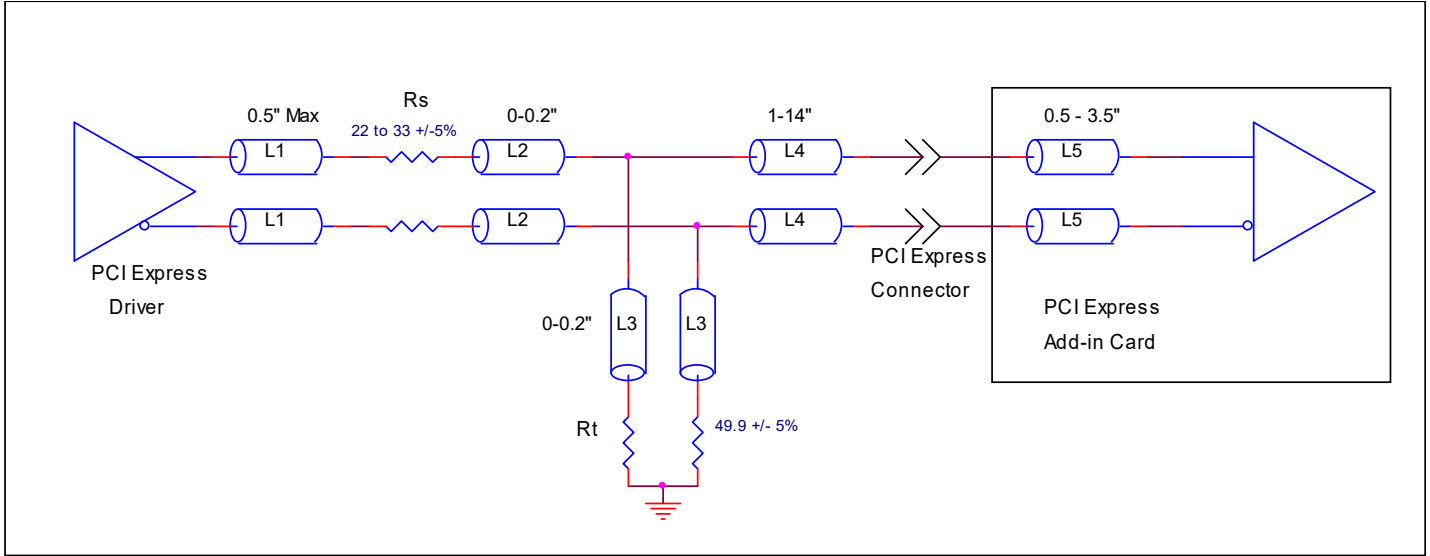 Rs
0.5" Max
22 to 33 +/-5%
0-0.2"
1-14"
0.5 - 3.5"
L1
L2
L4
L5
L1
L2
L4
L5
PCI Express
Driver
PCI Express
Connector
0-0.2"
L3
L3
PCI Express
Add-in Card
Rt
49.9 +/- 5%